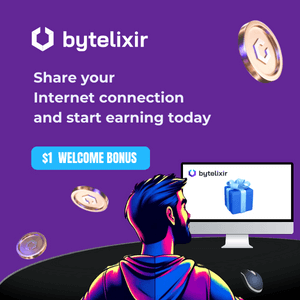 bytelixir
Share your
Internet connection
and start earning today
$1 WELCOME BONUS
bytelixir